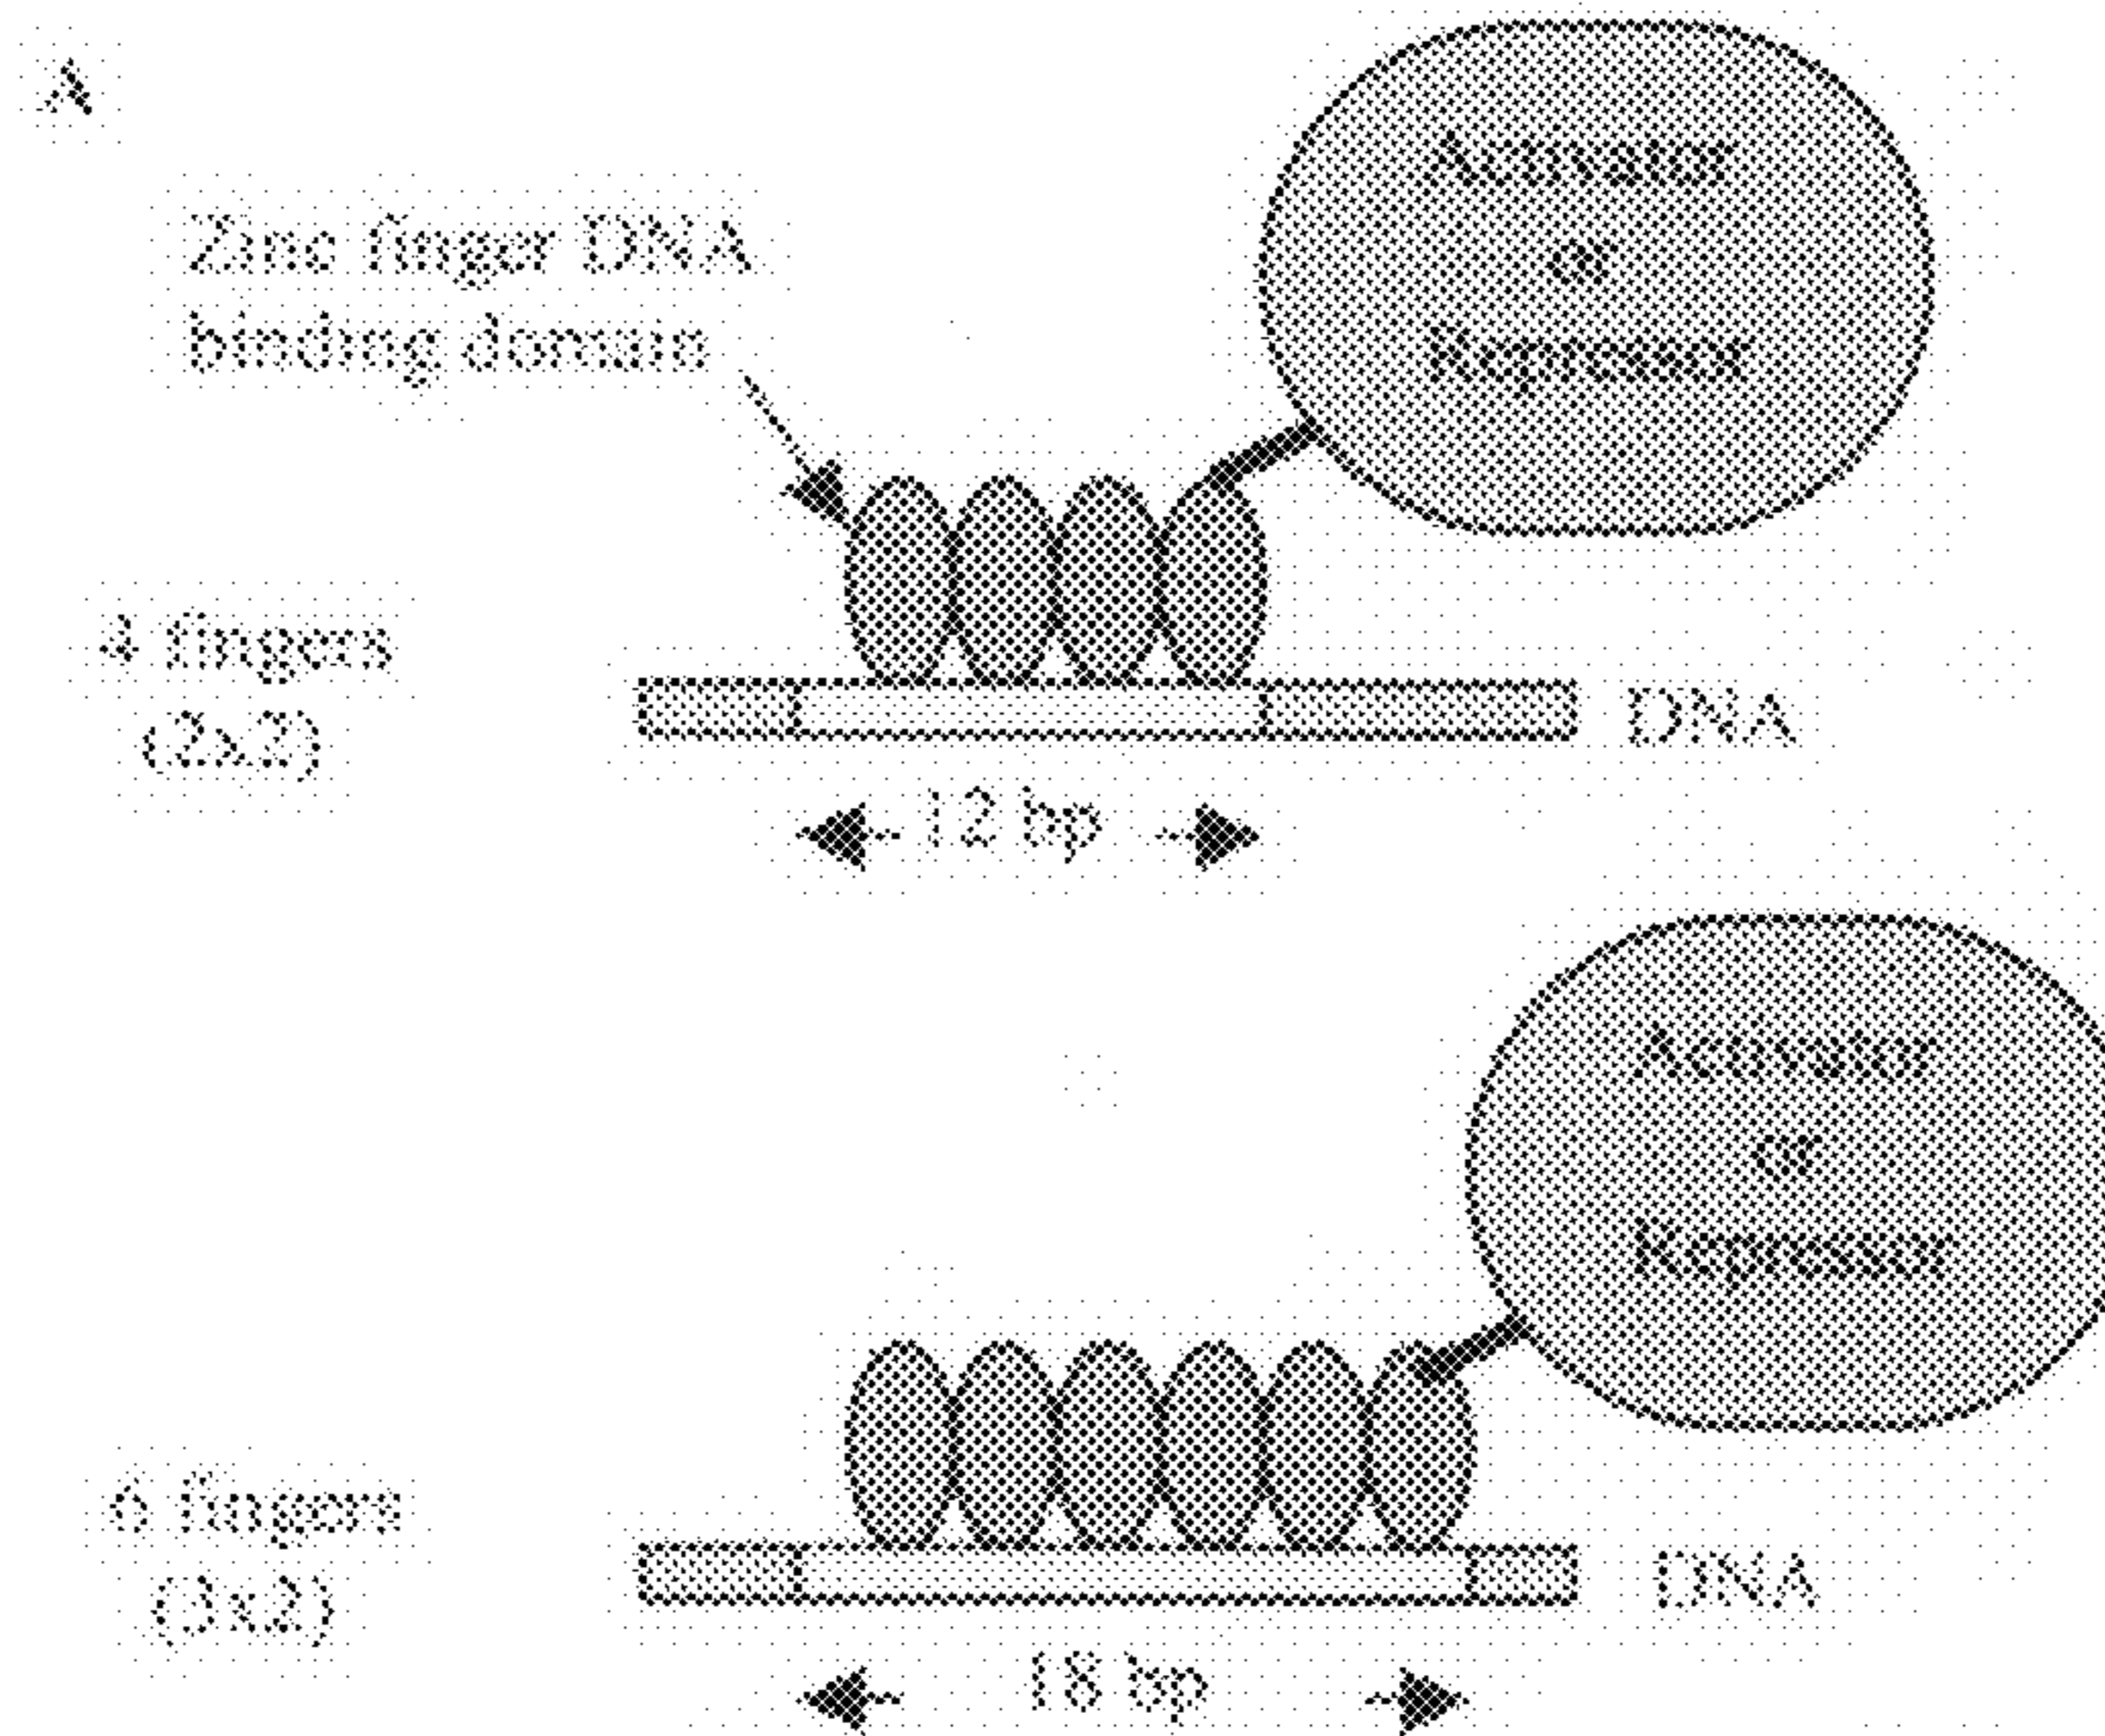 A
Zinc finger DNA
binding domain
Activator
or
Repressor
4 fingers
(2x2)
DNA
12 bp
Activator
or
Repressor
6 fingers
(3x2)
DNA
18 bp